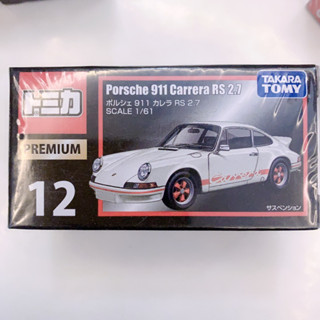 トミカ
PREMIUM
12
Porsche 911 Carrera RS 2.7
ポルシェ 911 カレラ RS 2.7
SCALE 1/61
TAKARA
TOMY
サスペンション